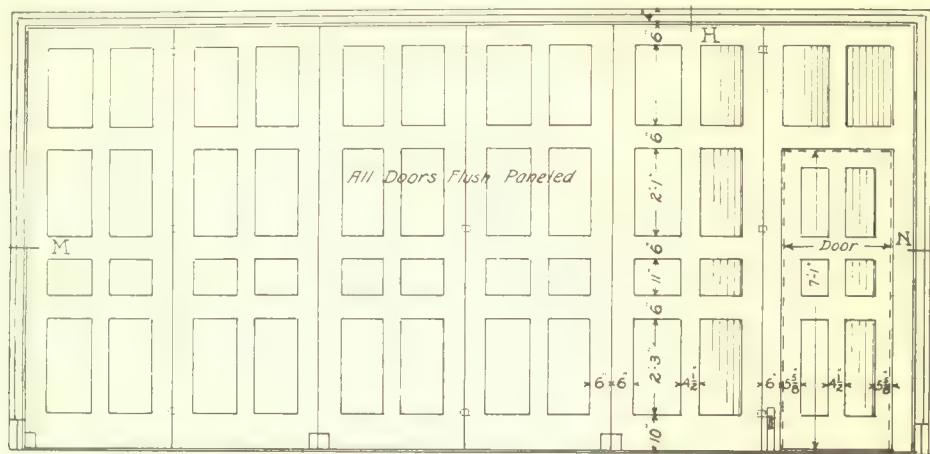 6"
H
6"
All Doors Flush Paneled
2'-1"
M
6"
Door
N
11"
7'-1"
6"
2'-3"
6" 6" 4½" 6" 5⅝" 4½" 5⅝"
10"